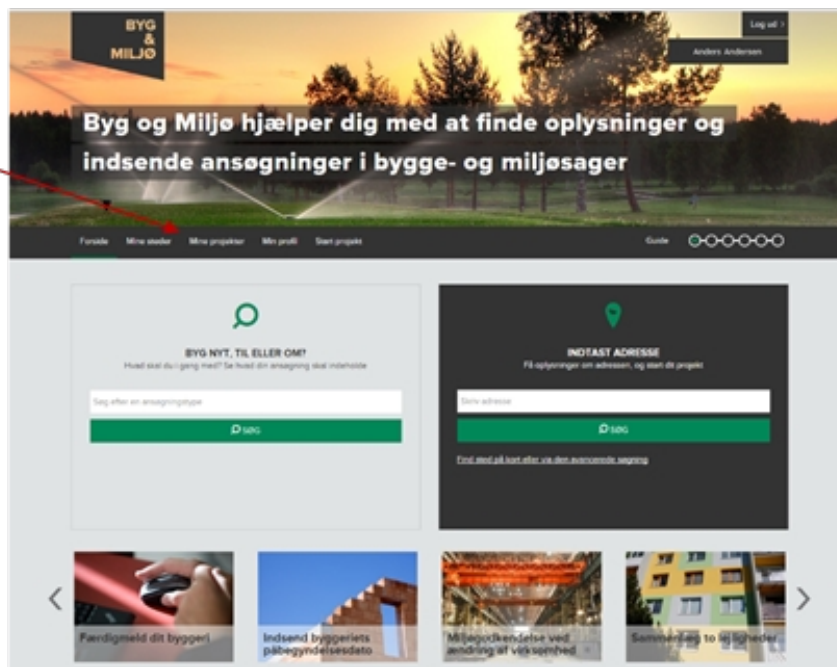 BYG
&
MILJØ
Log ud >
Anders Andersen
Byg og Miljø hjælper dig med at finde oplysninger og
indsende ansøgninger i bygge- og miljøsager
Forside Mine steder Mine projekter Min profil Start projekt Guide
BYG NYT, TIL ELLER OM?
Hvad skal du i gang med? Se hvad din ansøgning skal indeholde
Søg efter en ansøgningstype
SØG
INDTAST ADRESSE
Få oplysninger om adressen, og start dit projekt
Skriv adresse
SØG
Find sted på kort eller via den avancerede søgning
Færdigmeld dit byggeri
Indsend byggeriets
påbegyndelsesdato
Miljøgodkendelse ved
ændring af virksomhed
Sammenlæg to lejligheder